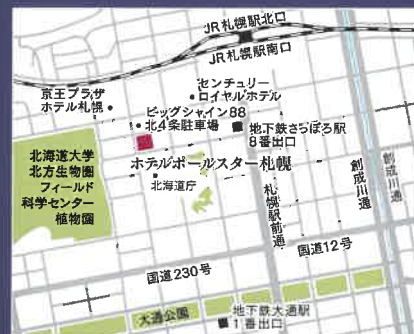 JR札幌駅北口
JR札幌駅南口
センチュリー
ロイヤルホテル
京王プラザ
ホテル札幌
ビッグシャイン88
北4条駐車場
地下鉄さっぽろ駅
8番出口
北海道大学
北方生物圏
フィールド
科学センター
植物園
ホテルポールスター札幌
北海道庁
札幌駅前通
創成川通
創成川通
国道12号
国道230号
大通公園
地下鉄大通駅
1番出口